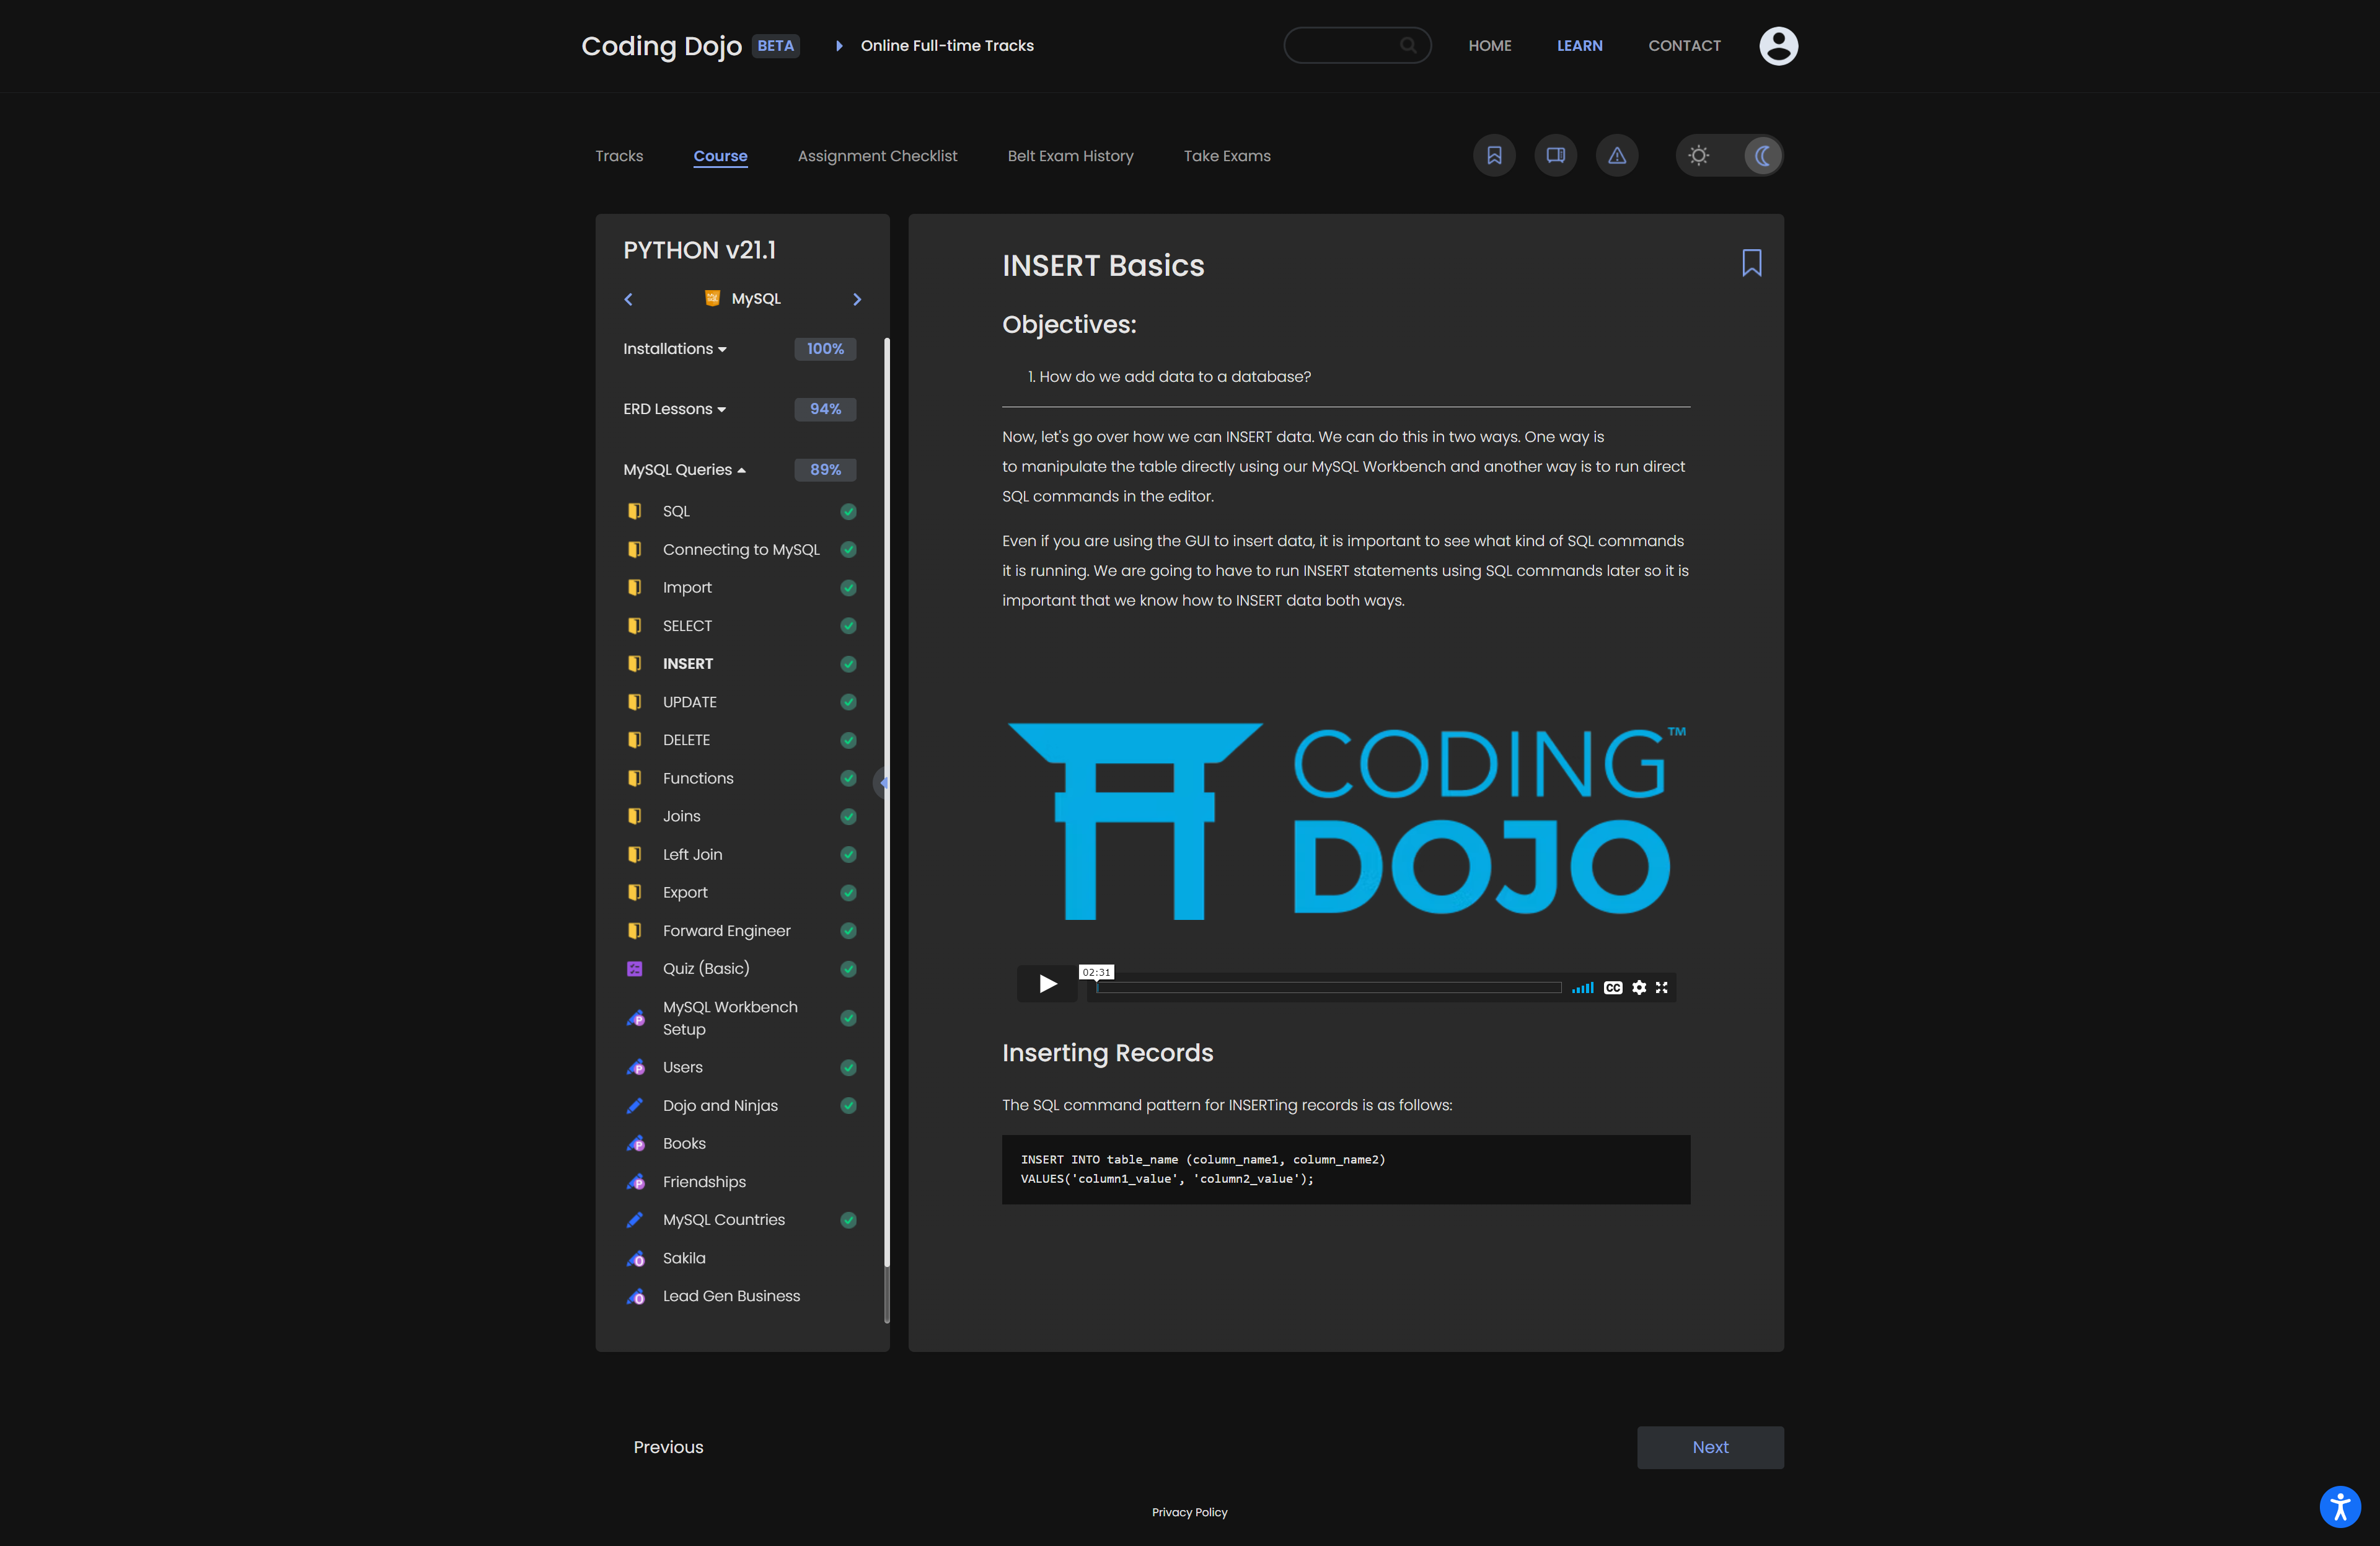 Coding Dojo BETA Online Full-time Tracks HOME LEARN CONTACT
Tracks Course Assignment Checklist Belt Exam History Take Exams
PYTHON v21.1
MySQL
Installations 100%
ERD Lessons 94%
MySQL Queries 89%
SQL
Connecting to MySQL
Import
SELECT
INSERT
UPDATE
DELETE
Functions
Joins
Left Join
Export
Forward Engineer
Quiz (Basic)
MySQL Workbench
Setup
Users
Dojo and Ninjas
Books
Friendships
MySQL Countries
Sakila
Lead Gen Business
INSERT Basics
Objectives:
1. How do we add data to a database?
Now, let's go over how we can INSERT data. We can do this in two ways. One way is
to manipulate the table directly using our MySQL Workbench and another way is to run direct
SQL commands in the editor.
Even if you are using the GUI to insert data, it is important to see what kind of SQL commands
it is running. We are going to have to run INSERT statements using SQL commands later so it is
important that we know how to INSERT data both ways.
CODING™
DOJO
02:31
CC
Inserting Records
The SQL command pattern for INSERTing records is as follows:
INSERT INTO table_name (column_name1, column_name2)
VALUES('column1_value', 'column2_value');
Previous Next
Privacy Policy